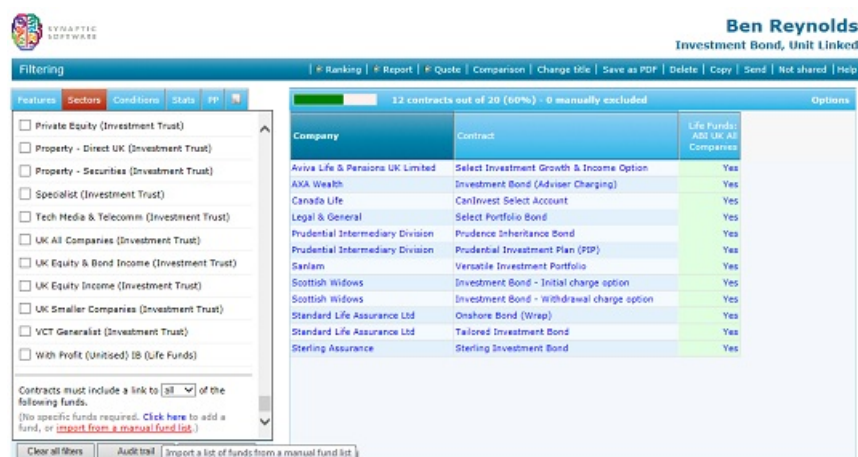 SYNAPTIC
SOFTWARE
Ben Reynolds
Investment Bond, Unit Linked
Filtering
| Ranking | Report | Quote | Comparison | Change title | Save as PDF | Delete | Copy | Send | Not shared | Help
Features Sectors Conditions Stats PP
12 contracts out of 20 (60%) - 0 manually excluded Options
Private Equity (Investment Trust)
Property - Direct UK (Investment Trust)
Property - Securities (Investment Trust)
Specialist (Investment Trust)
Tech Media & Telecomm (Investment Trust)
UK All Companies (Investment Trust)
UK Equity & Bond Income (Investment Trust)
UK Equity Income (Investment Trust)
UK Smaller Companies (Investment Trust)
VCT Generalist (Investment Trust)
With Profit (Unitised) IB (Life Funds)
Contracts must include a link to all of the
following funds.
(No specific funds required. Click here to add a
fund, or import from a manual fund list.)
Clear all filters Audit trail
Import a list of funds from a manual fund list
Company Contract Life Funds:
ABI UK All
Companies
Aviva Life & Pensions UK Limited Select Investment Growth & Income Option Yes
AXA Wealth Investment Bond (Adviser Charging) Yes
Canada Life CanInvest Select Account Yes
Legal & General Select Portfolio Bond Yes
Prudential Intermediary Division Prudence Inheritance Bond Yes
Prudential Intermediary Division Prudential Investment Plan (PIP) Yes
Sanlam Versatile Investment Portfolio Yes
Scottish Widows Investment Bond - Initial charge option Yes
Scottish Widows Investment Bond - Withdrawal charge option Yes
Standard Life Assurance Ltd Onshore Bond (Wrap) Yes
Standard Life Assurance Ltd Tailored Investment Bond Yes
Sterling Assurance Sterling Investment Bond Yes